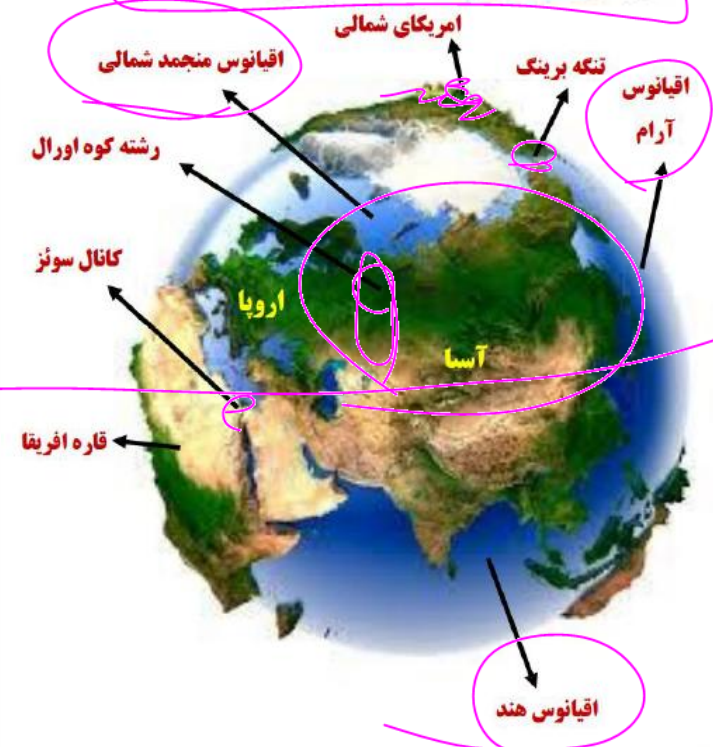 امریکای شمالی
اقیانوس منجمد شمالی
تنگه برینگ
اقیانوس
آرام
رشته کوه اورال
کانال سوئز
اروپا
آسیا
قاره افریقا
اقیانوس هند